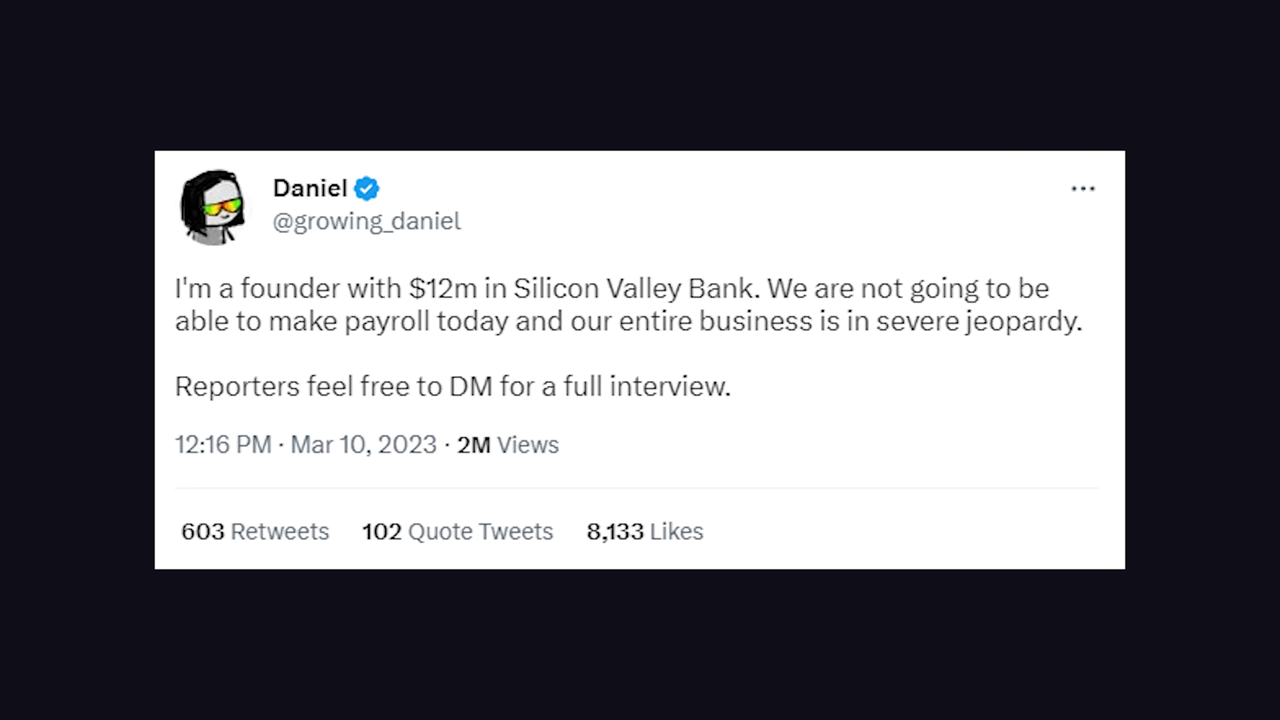 Daniel
@growing_daniel
I'm a founder with $12m in Silicon Valley Bank. We are not going to be
able to make payroll today and our entire business is in severe jeopardy.
Reporters feel free to DM for a full interview.
12:16 PM · Mar 10, 2023 · 2M Views
603 Retweets 102 Quote Tweets 8,133 Likes